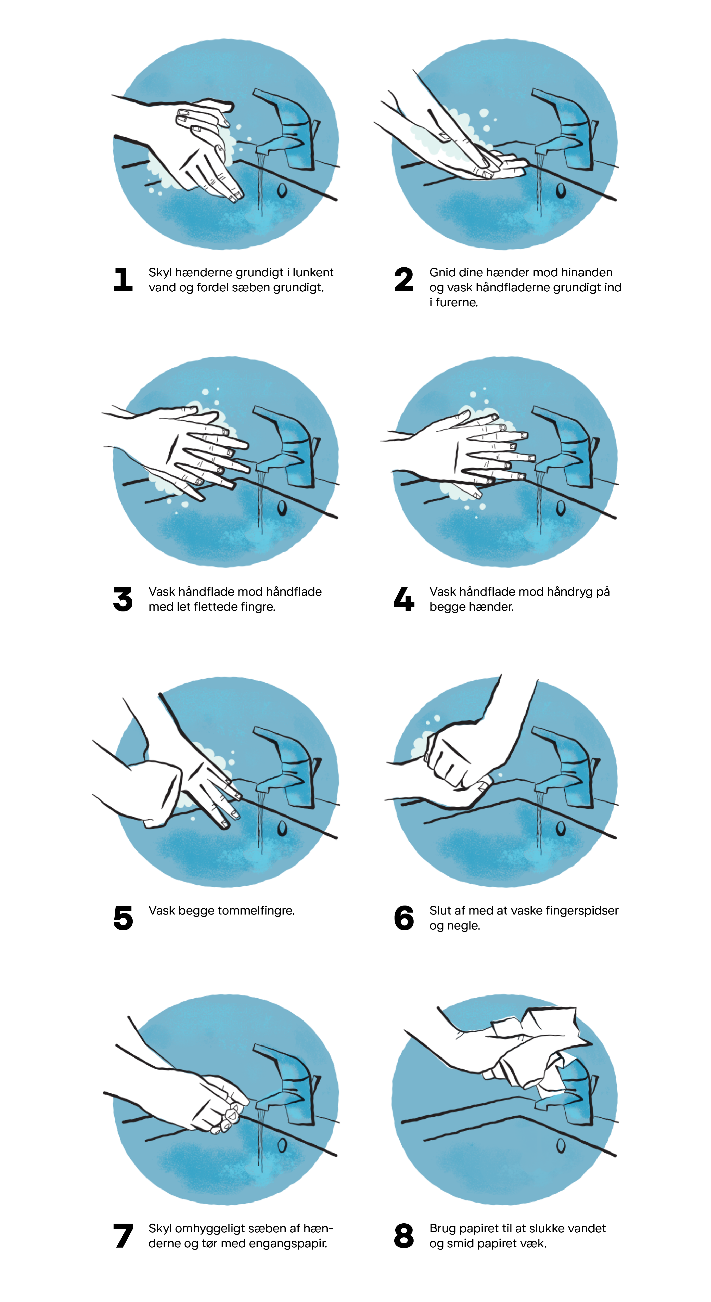 1 Skyl hænderne grundigt i lunkent
vand og fordel sæben grundigt.
2 Gnid dine hænder mod hinanden
og vask håndfladerne grundigt ind
i furerne.
3 Vask håndflade mod håndflade
med let flettede fingre.
4 Vask håndflade mod håndryg på
begge hænder.
5 Vask begge tommelfingre.
6 Slut af med at vaske fingerspidser
og negle.
7 Skyl omhyggeligt sæben af hæn-
derne og tør med engangspapir.
8 Brug papiret til at slukke vandet
og smid papiret væk.